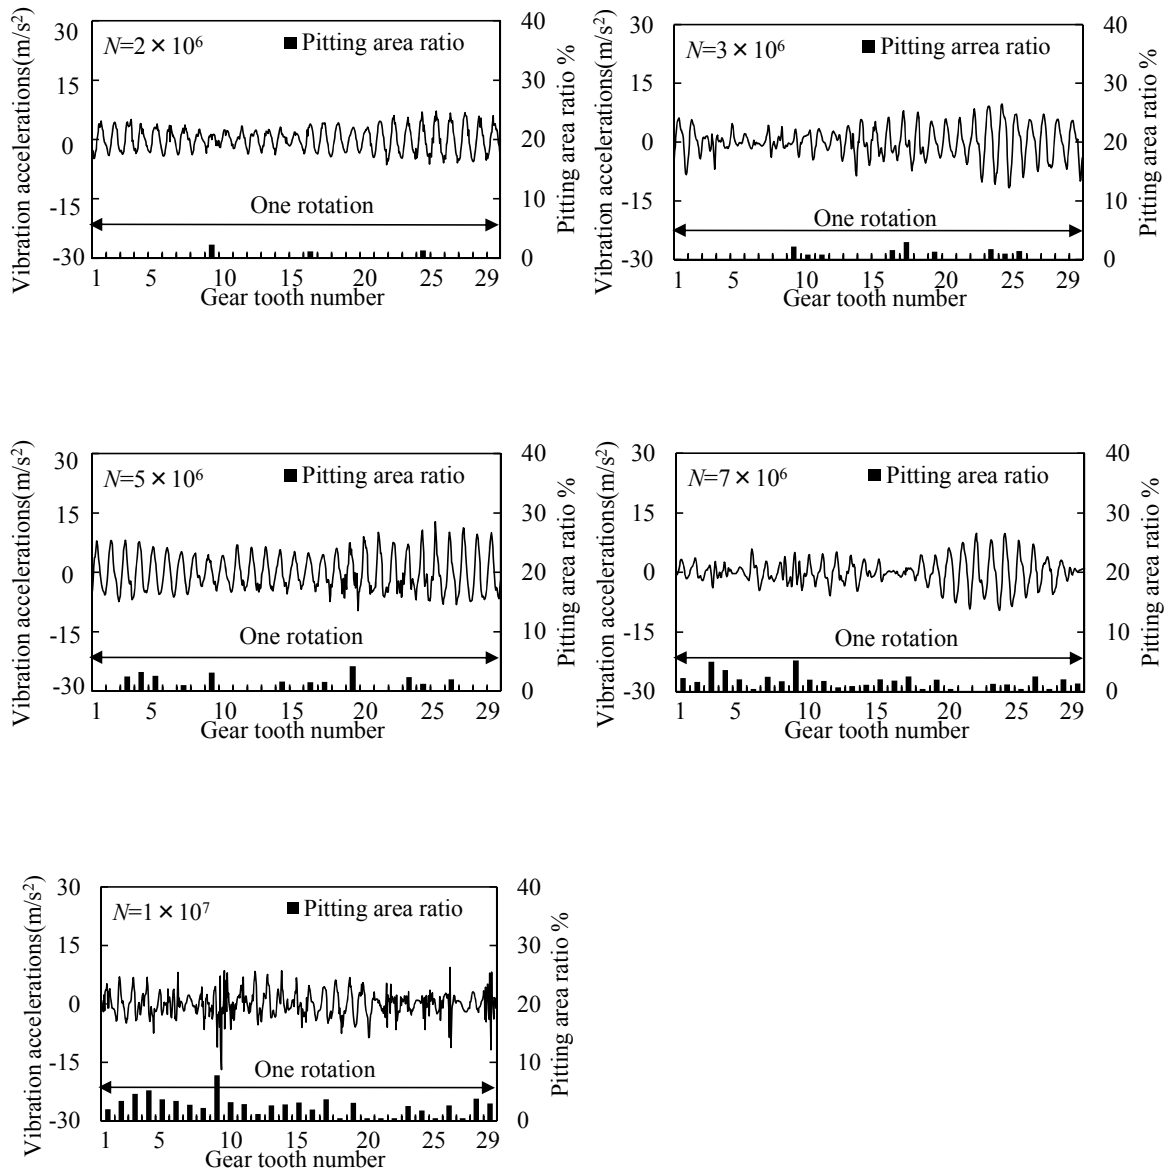 Vibration accelerations(m/s²)
30
15
0
-15
-30
N=2×10⁶
■ Pitting area ratio
One rotation
1 5 10 15 20 25 29
Gear tooth number
40
30
20
10
0
Pitting area ratio %
Vibration accelerations(m/s²)
30
15
0
-15
-30
N=3×10⁶
■ Pitting arrea ratio
One rotation
1 5 10 15 20 25 29
Gear tooth number
40
30
20
10
0
Pitting area ratio %
Vibration accelerations(m/s²)
30
15
0
-15
-30
N=5×10⁶
■ Pitting area ratio
One rotation
1 5 10 15 20 25 29
Gear tooth number
40
30
20
10
0
Pitting area ratio %
Vibration accelerations(m/s²)
30
15
0
-15
-30
N=7×10⁶
■ Pitting area ratio
One rotation
1 5 10 15 20 25 29
Gear tooth number
40
30
20
10
0
Pitting area ratio %
Vibration accelerations(m/s²)
30
15
0
-15
-30
N=1×10⁷
■ Pitting area ratio
One rotation
1 5 10 15 20 25 29
Gear tooth number
40
30
20
10
0
Pitting area ratio %